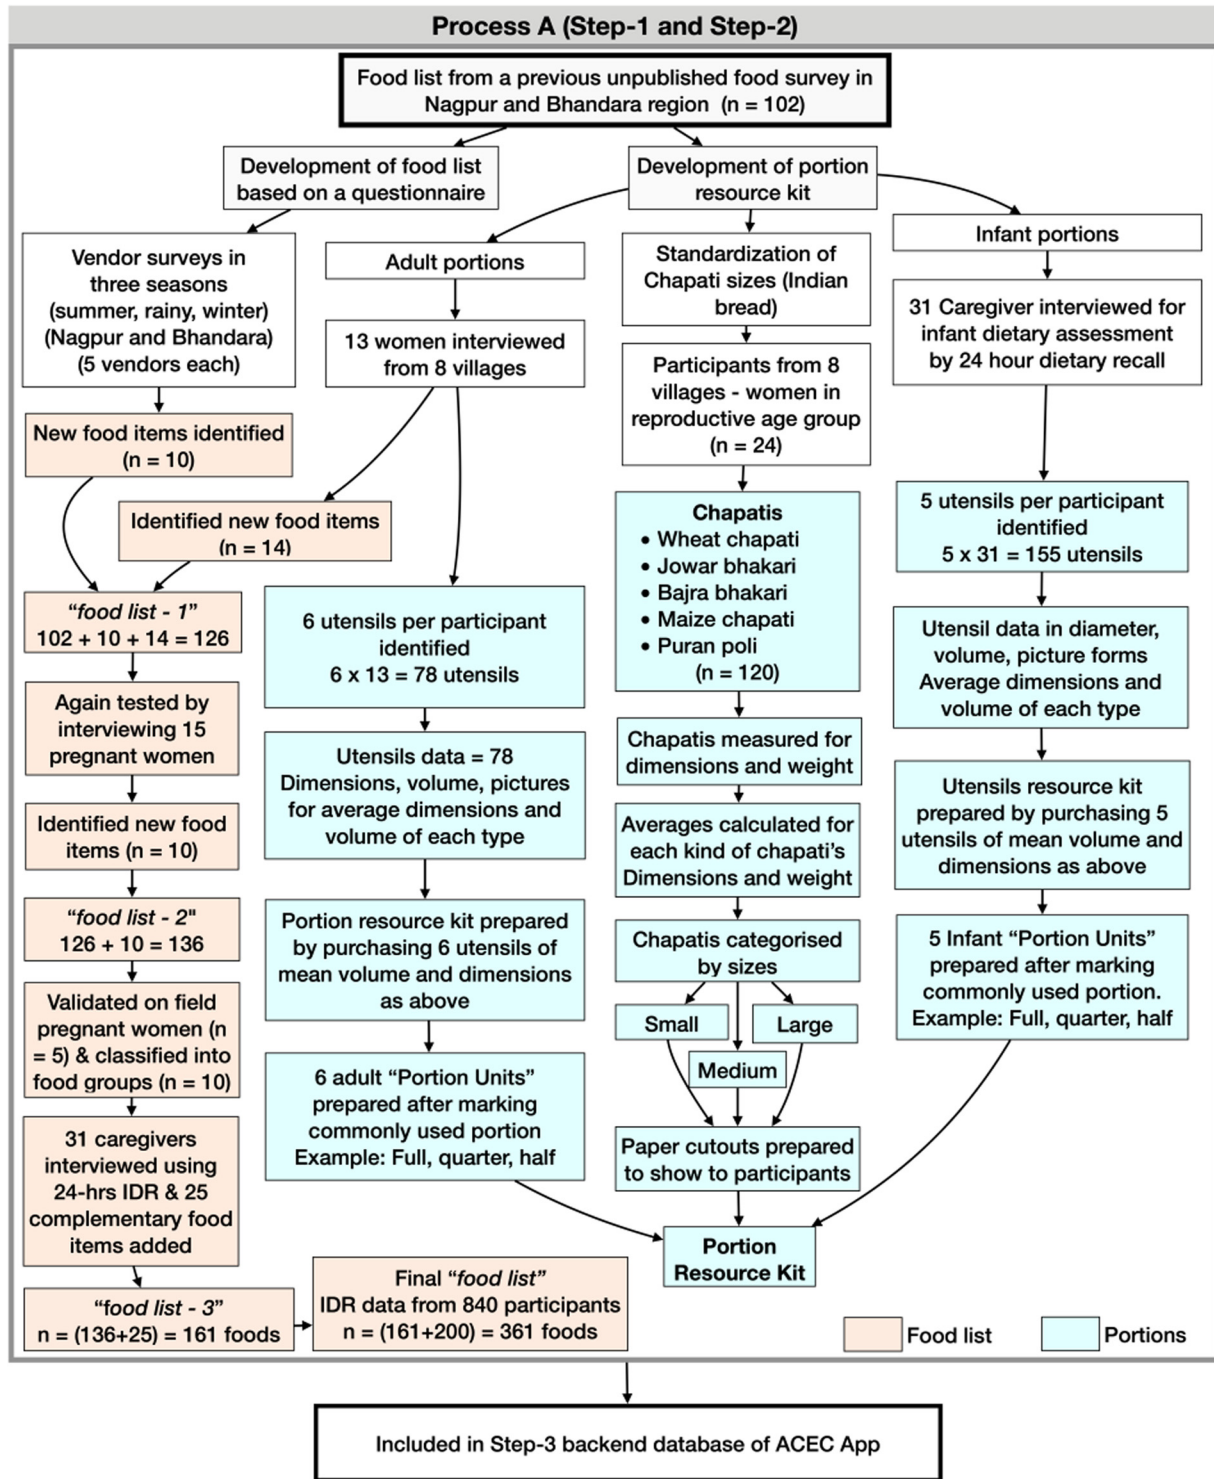 Process A (Step-1 and Step-2)
Food list from a previous unpublished food survey in
Nagpur and Bhandara region (n = 102)
Development of food list
based on a questionnaire
Development of portion
resource kit
Vendor surveys in
three seasons
(summer, rainy, winter)
(Nagpur and Bhandara)
(5 vendors each)
New food items identified
(n = 10)
Adult portions
13 women interviewed
from 8 villages
Identified new food items
(n = 14)
"food list - 1"
102 + 10 + 14 = 126
Again tested by
interviewing 15
pregnant women
Identified new food
items (n = 10)
"food list - 2"
126 + 10 = 136
Validated on field
pregnant women (n
= 5) & classified into
food groups (n = 10)
31 caregivers
interviewed using
24-hrs IDR & 25
complementary food
items added
"food list - 3"
n = (136+25) = 161 foods
Final "food list"
IDR data from 840 participants
n = (161+200) = 361 foods
6 utensils per participant
identified
6 x 13 = 78 utensils
Utensils data = 78
Dimensions, volume, pictures
for average dimensions and
volume of each type
Portion resource kit prepared
by purchasing 6 utensils of
mean volume and dimensions
as above
6 adult "Portion Units"
prepared after marking
commonly used portion
Example: Full, quarter, half
Standardization of
Chapati sizes (Indian
bread)
Participants from 8
villages - women in
reproductive age group
(n = 24)
Chapatis
• Wheat chapati
• Jowar bhakari
• Bajra bhakari
• Maize chapati
• Puran poli
(n = 120)
Chapatis measured for
dimensions and weight
Averages calculated for
each kind of chapati's
Dimensions and weight
Chapatis categorised
by sizes
Small
Large
Medium
Paper cutouts prepared
to show to participants
Portion
Resource Kit
Infant portions
31 Caregiver interviewed for
infant dietary assessment
by 24 hour dietary recall
5 utensils per participant
identified
5 x 31 = 155 utensils
Utensil data in diameter,
volume, picture forms
Average dimensions and
volume of each type
Utensils resource kit
prepared by purchasing 5
utensils of mean volume and
dimensions as above
5 Infant "Portion Units"
prepared after marking
commonly used portion.
Example: Full, quarter, half
Food list
Portions
Included in Step-3 backend database of ACEC App